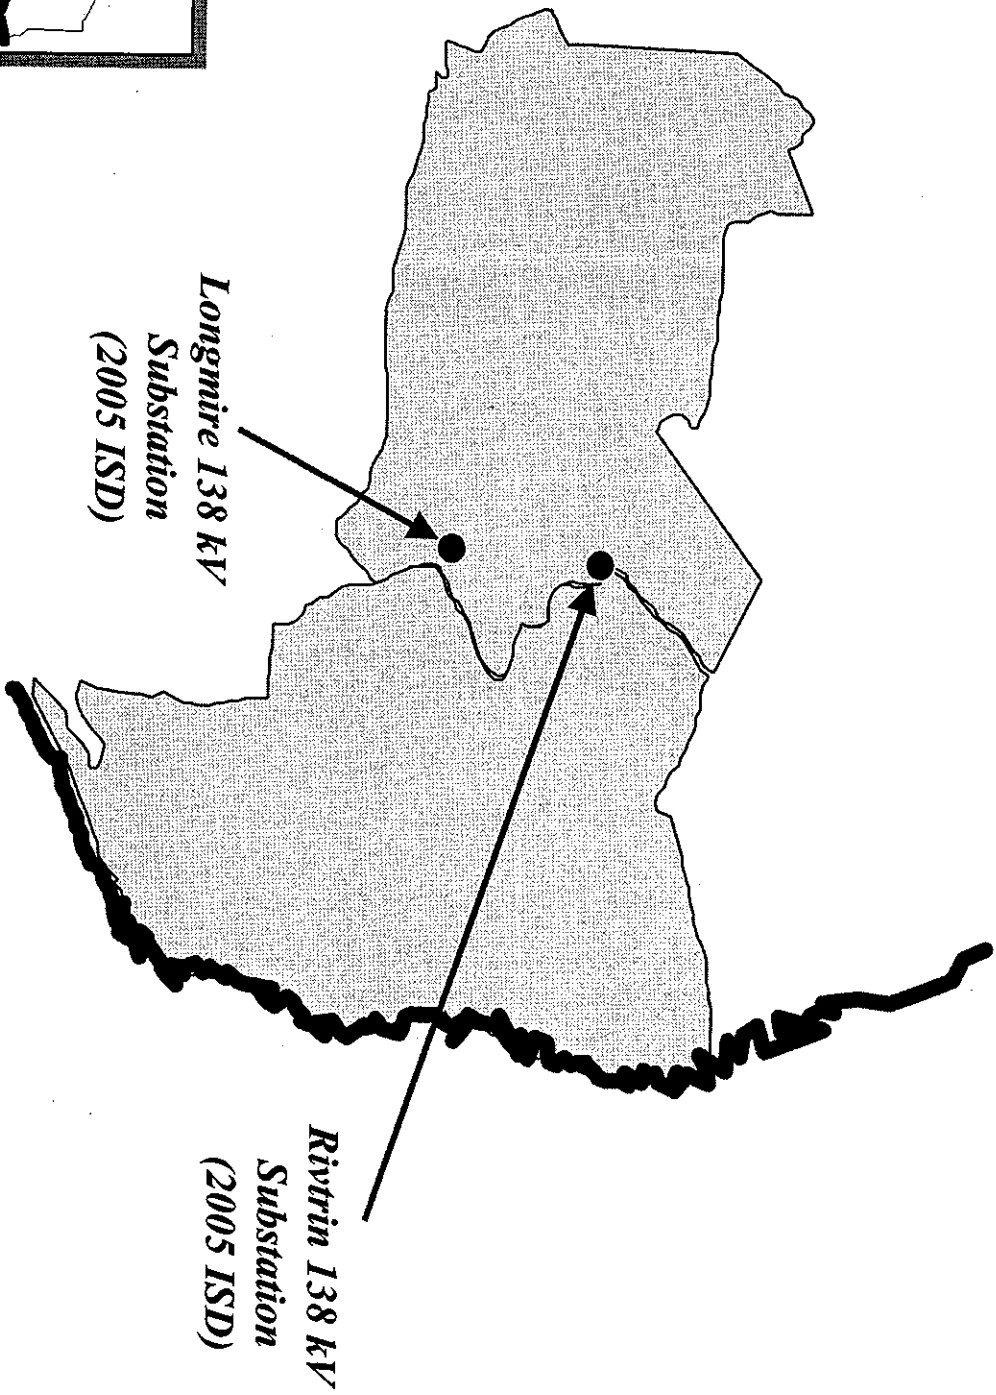 Longmire 138 kV
Substation
(2005 ISD)
Rivtrin 138 kV
Substation
(2005 ISD)